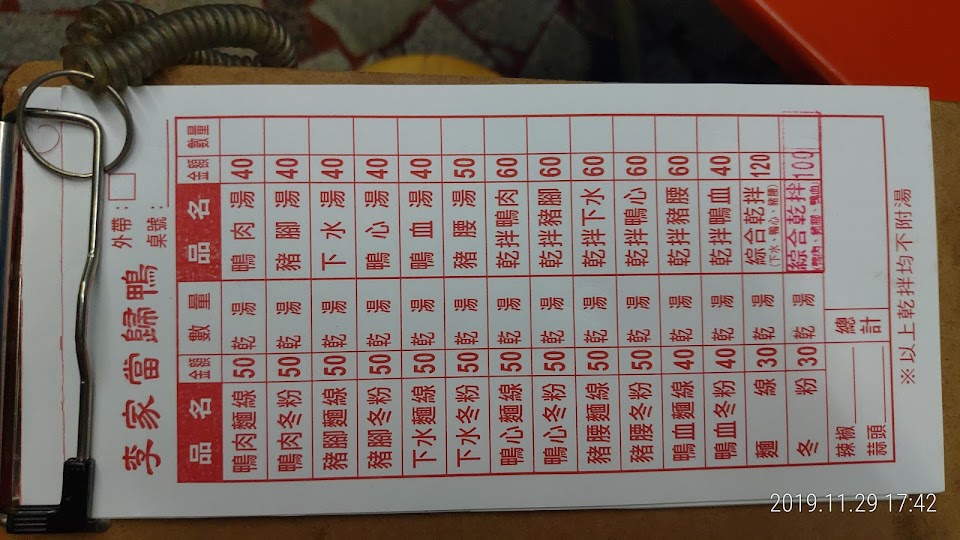 李家當歸鴨
外帶：
桌號：
品名 金額 數量 品名 金額 數量
鴨肉麵線 50 乾 湯 鴨肉湯 40
鴨肉冬粉 50 乾 湯 豬腳湯 40
豬腳麵線 50 乾 湯 下水湯 40
豬腳冬粉 50 乾 湯 鴨心湯 40
下水麵線 50 乾 湯 鴨血湯 40
下水冬粉 50 乾 湯 豬腰湯 50
鴨心麵線 50 乾 湯 乾拌鴨肉 60
鴨心冬粉 50 乾 湯 乾拌豬腳 60
豬腰麵線 50 乾 湯 乾拌下水 60
豬腰冬粉 50 乾 湯 乾拌鴨心 60
鴨血麵線 40 乾 湯 乾拌豬腰 60
鴨血冬粉 40 乾 湯 乾拌鴨血 40
麵線 30 乾 湯 綜合乾拌 120
(下水、鴨心、豬腰)
冬粉 30 乾 湯 綜合乾拌 100
辣椒 總計
蒜頭
※以上乾拌均不附湯
2019.11.29 17:42